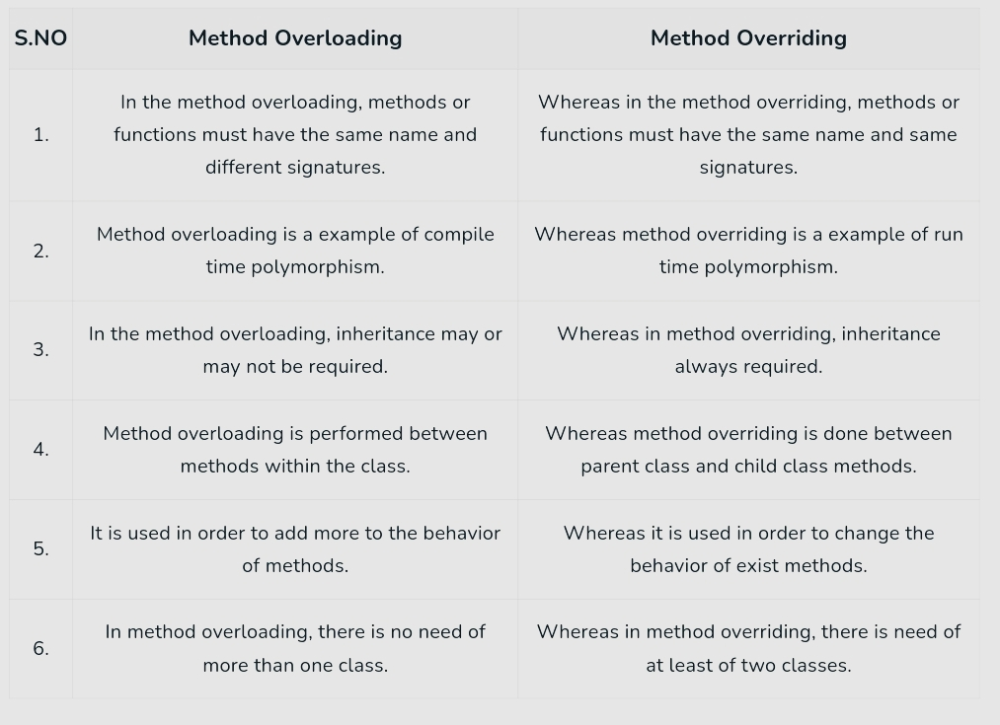 S.NO Method Overloading Method Overriding
1.
In the method overloading, methods or
functions must have the same name and
different signatures.
Whereas in the method overriding, methods or
functions must have the same name and same
signatures.
2.
Method overloading is a example of compile
time polymorphism.
Whereas method overriding is a example of run
time polymorphism.
3.
In the method overloading, inheritance may or
may not be required.
Whereas in method overriding, inheritance
always required.
4.
Method overloading is performed between
methods within the class.
Whereas method overriding is done between
parent class and child class methods.
5.
It is used in order to add more to the behavior
of methods.
Whereas it is used in order to change the
behavior of exist methods.
6.
In method overloading, there is no need of
more than one class.
Whereas in method overriding, there is need of
at least of two classes.